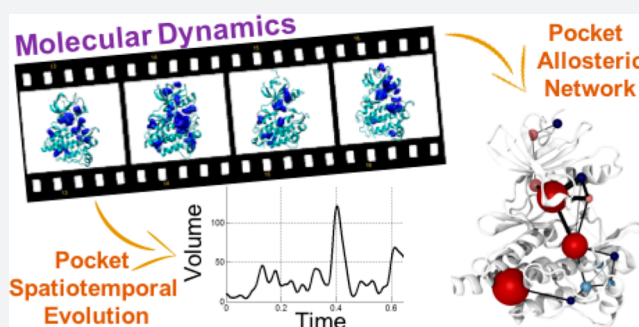 Molecular Dynamics
Pocket
Allosteric
Network
Pocket
Spatiotemporal
Evolution
Volume
100
50
0
0
0.2
0.4
0.6
Time